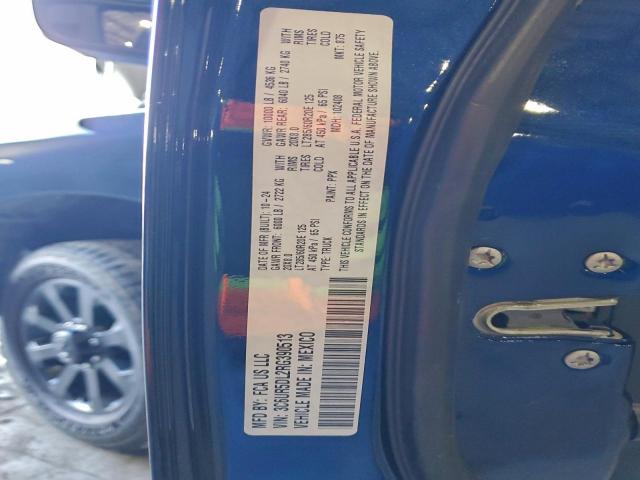 MFD BY: FCA US LLC
VIN: 3C6UR5DL2RG390513
VEHICLE MADE IN: MEXICO
DATE OF MFR (BUILT): 10-24 GVWR: 10000 LB / 4536 KG
GAWR FRONT: 6000 LB / 2722 KG WITH GAWR REAR: 6040 LB / 2740 KG WITH
20X8.0 RIMS 20X8.0 RIMS
LT285/60R20E 125 TIRES LT285/60R20E 125 TIRES
AT 450 kPa / 65 PSI COLD AT 450 kPa / 65 PSI COLD
TYPE: TRUCK PAINT: PPX MDH: 102408 MKT: 875
THIS VEHICLE CONFORMS TO ALL APPLICABLE U.S.A. FEDERAL MOTOR VEHICLE SAFETY
STANDARDS IN EFFECT ON THE DATE OF MANUFACTURE SHOWN ABOVE.